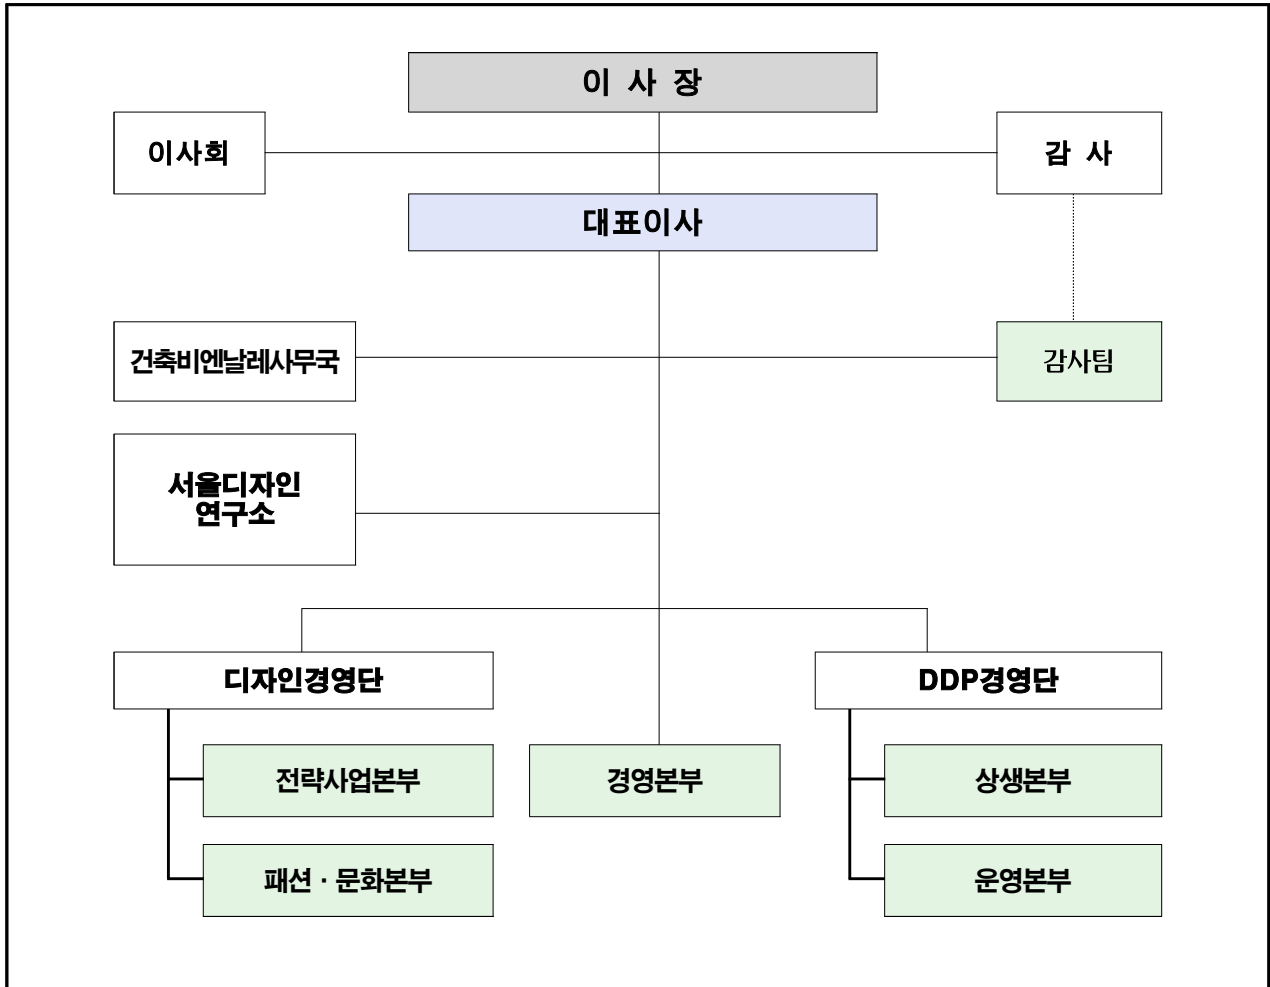 이 사 장
이사회
감 사
대표이사
건축비엔날레사무국
감사팀
서울디자인
연구소
디자인경영단
DDP경영단
전략사업본부
경영본부
상생본부
패션 · 문화본부
운영본부